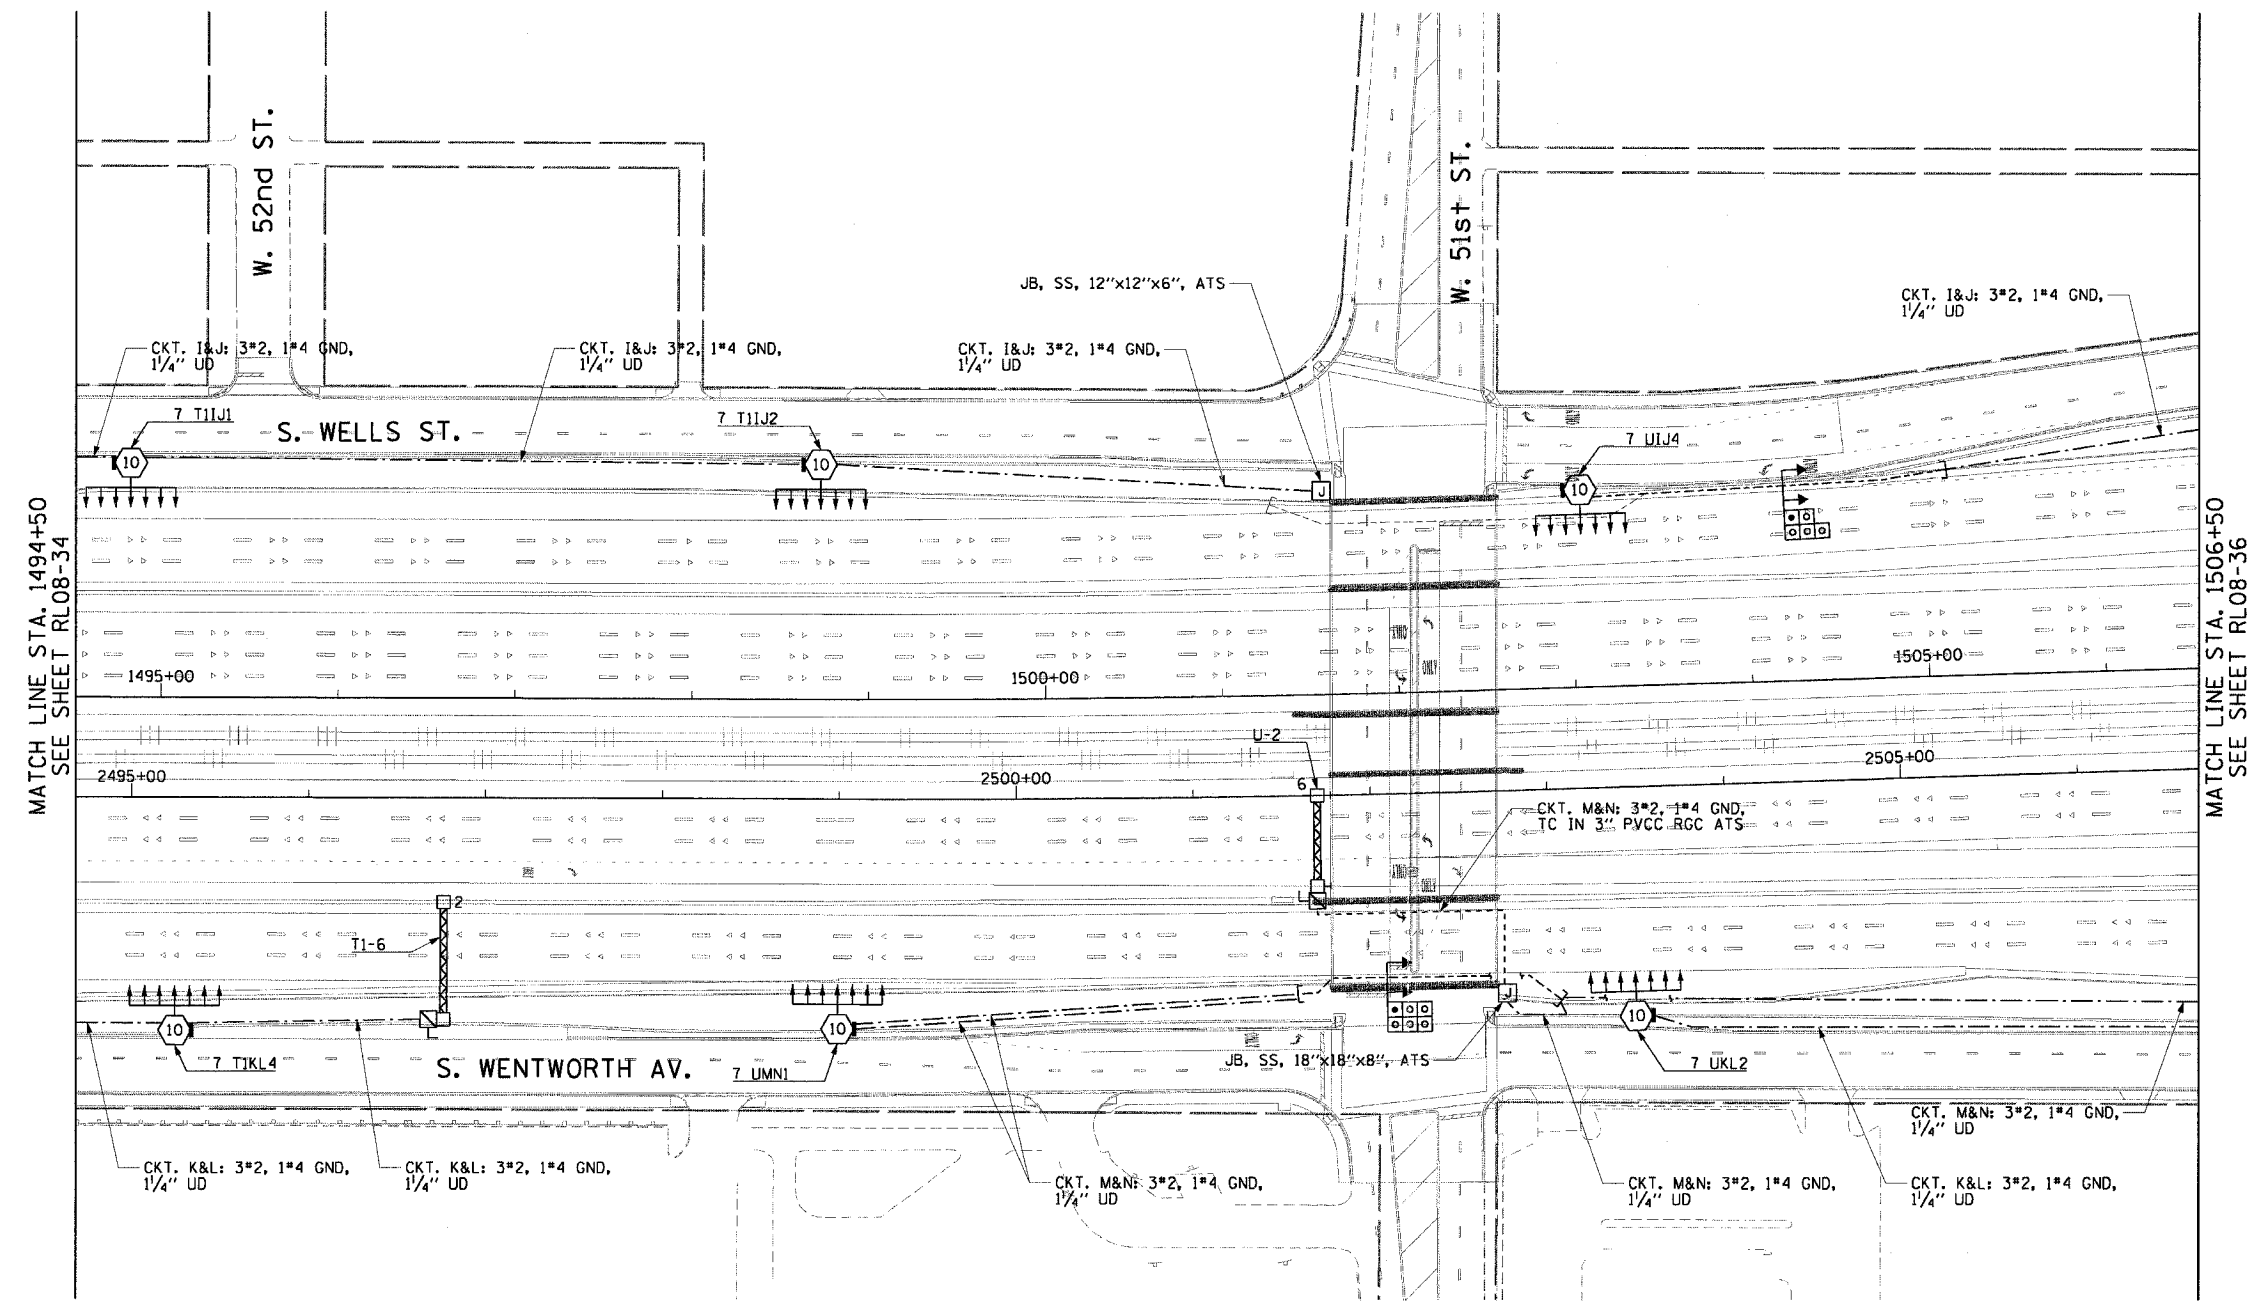 W. 52nd ST.
W. 51st ST.
JB, SS, 12"x12"x6", ATS
CKT. I&J: 3#2, 1#4 GND,
1¼" UD
CKT. I&J: 3#2, 1#4 GND,
1¼" UD
CKT. I&J: 3#2, 1#4 GND,
1¼" UD
CKT. I&J: 3#2, 1#4 GND,
1¼" UD
7 T1IJ1
S. WELLS ST.
7 T1IJ2
7 UIJ4
10
10
J
10
MATCH LINE STA. 1494+50
SEE SHEET RL08-34
MATCH LINE STA. 1506+50
SEE SHEET RL08-36
ONLY
ONLY
1495+00
1500+00
1505+00
U-2
2495+00
2500+00
2505+00
6
CKT. M&N: 3#2, 1#4 GND,
TC IN 3" PVCC RGC ATS
2
T1-6
J
10
10
10
7 T1KL4
S. WENTWORTH AV.
7 UMN1
JB, SS, 18"x18"x8", ATS
7 UKL2
CKT. M&N: 3#2, 1#4 GND,
1¼" UD
CKT. K&L: 3#2, 1#4 GND,
1¼" UD
CKT. K&L: 3#2, 1#4 GND,
1¼" UD
CKT. M&N: 3#2, 1#4 GND,
1¼" UD
CKT. M&N: 3#2, 1#4 GND,
1¼" UD
CKT. K&L: 3#2, 1#4 GND,
1¼" UD